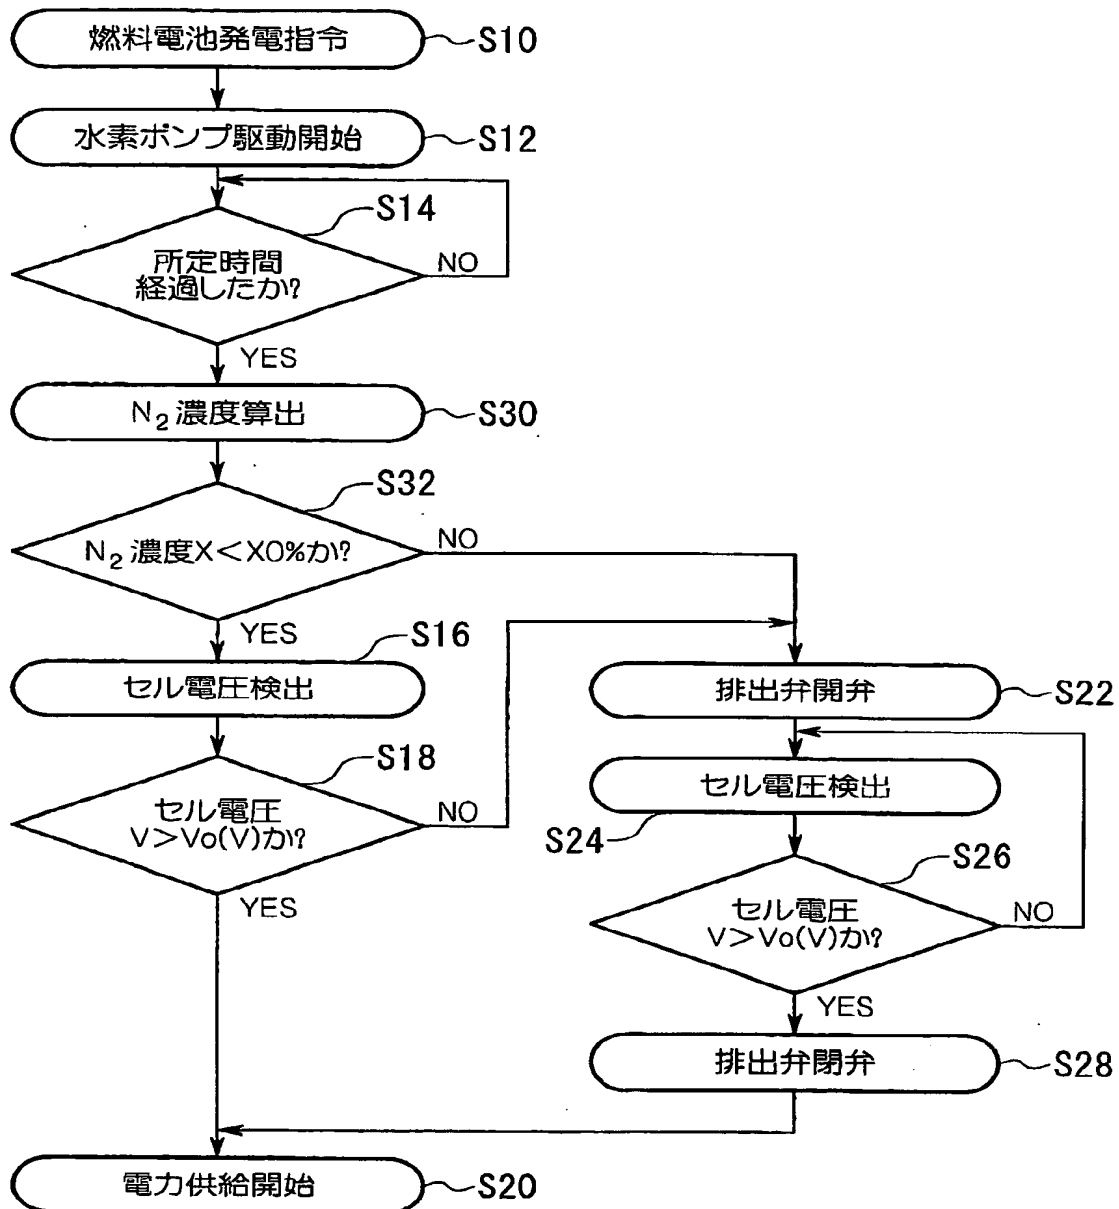 燃料電池発電指令
S10
水素ポンプ駆動開始
S12
S14
所定時間
経過したか?
NO
YES
N₂濃度算出
S30
S32
N₂濃度X<X0%か?
NO
YES
S16
セル電圧検出
S18
セル電圧
V>Vo(V)か?
NO
YES
排出弁開弁
S22
セル電圧検出
S24
S26
セル電圧
V>Vo(V)か?
NO
YES
排出弁閉弁
S28
電力供給開始
S20